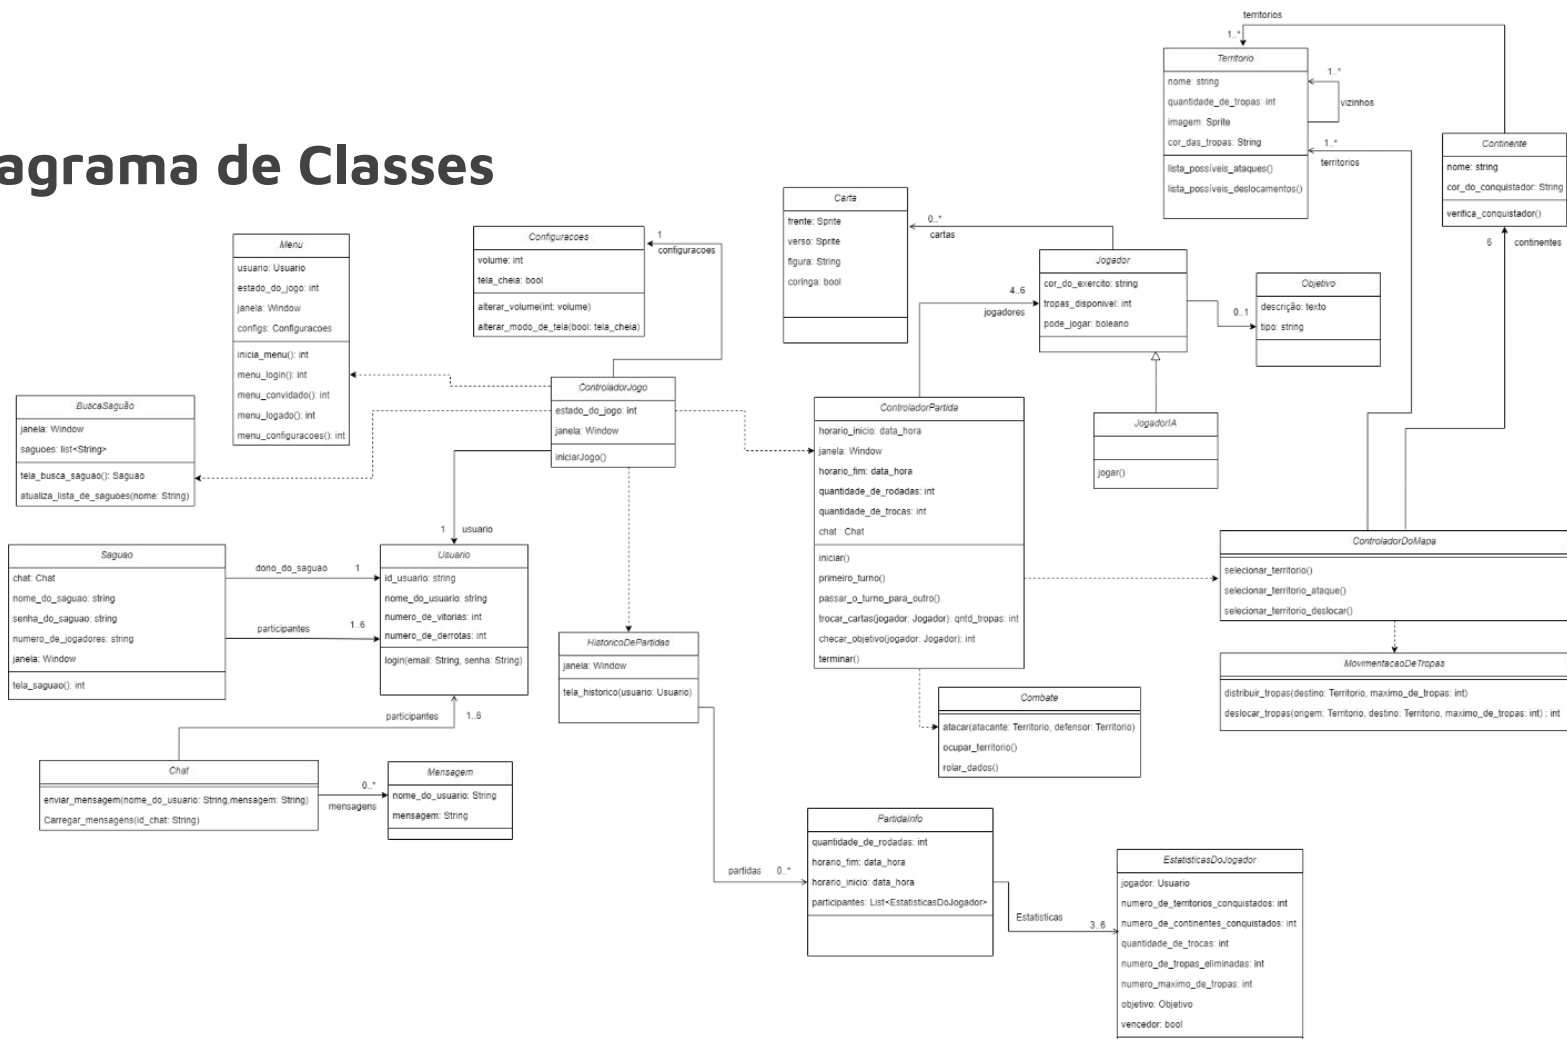 agrama de Classes
territorios
1..*
Territorio
nome: string
quantidade_de_tropas: int
imagem: Sprite
cor_das_tropas: String
lista_possíveis_ataques()
lista_possíveis_deslocamentos()
1..*
vizinhos
1..*
territorios
Continente
nome: string
cor_do_conquistador: String
verifica_conquistador()
6 continentes
Carta
frente: Sprite
verso: Sprite
figura: String
coringa: bool
0..*
cartas
Jogador
cor_do_exercito: string
tropas_disponivel: int
pode_jogar: boleano
4..6
jogadores
Objetivo
descrição: texto
tipo: string
0..1
JogadorIA
jogar()
Menu
usuario: Usuario
estado_do_jogo: int
janela: Window
configs: Configuracoes
inicia_menu(): int
menu_login(): int
menu_convidado(): int
menu_logado(): int
menu_configuracoes(): int
Configuracoes
volume: int
tela_cheia: bool
alterar_volume(int: volume)
alterar_modo_de_tela(bool: tela_cheia)
1
configuracoes
ControladorJogo
estado_do_jogo: int
janela: Window
iniciarJogo()
BuscaSaguão
janela: Window
saguoes: list<String>
tela_busca_saguao(): Saguao
atualiza_lista_de_saguoes(nome: String)
1 usuario
Saguao
chat: Chat
nome_do_saguao: string
senha_do_saguao: string
numero_de_jogadores: string
janela: Window
tela_saguao(): int
dono_do_saguao 1
participantes 1..6
Usuario
id_usuario: string
nome_do_usuario: string
numero_de_vitorias: int
numero_de_derrotas: int
login(email: String, senha: String)
participantes 1..6
Chat
enviar_mensagem(nome_do_usuario: String,mensagem: String)
Carregar_mensagens(id_chat: String)
0..*
mensagens
Mensagem
nome_do_usuario: String
mensagem: String
HistoricoDePartidas
janela: Window
tela_historico(usuario: Usuario)
ControladorPartida
horario_inicio: data_hora
janela: Window
horario_fim: data_hora
quantidade_de_rodadas: int
quantidade_de_trocas: int
chat : Chat
iniciar()
primeiro_turno()
passar_o_turno_para_outro()
trocar_cartas(jogador: Jogador): qntd_tropas: int
checar_objetivo(jogador: Jogador): int
terminar()
ControladorDoMapa
selecionar_territorio()
selecionar_territorio_ataque()
selecionar_territorio_deslocar()
MovimentacaoDeTropas
distribuir_tropas(destino: Territorio, maximo_de_tropas: int)
deslocar_tropas(origem: Territorio, destino: Territorio, maximo_de_tropas: int) : int
Combate
atacar(atacante: Territorio, defensor: Territorio)
ocupar_territorio()
rolar_dados()
partidas 0..*
PartidaInfo
quantidade_de_rodadas: int
horario_fim: data_hora
horario_inicio: data_hora
participantes: List<EstatisticasDoJogador>
Estatisticas
3..6
EstatisticasDoJogador
jogador: Usuario
numero_de_territorios_conquistados: int
numero_de_continentes_conquistados: int
quantidade_de_trocas: int
numero_de_tropas_eliminadas: int
numero_maximo_de_tropas: int
objetivo: Objetivo
vencedor: bool